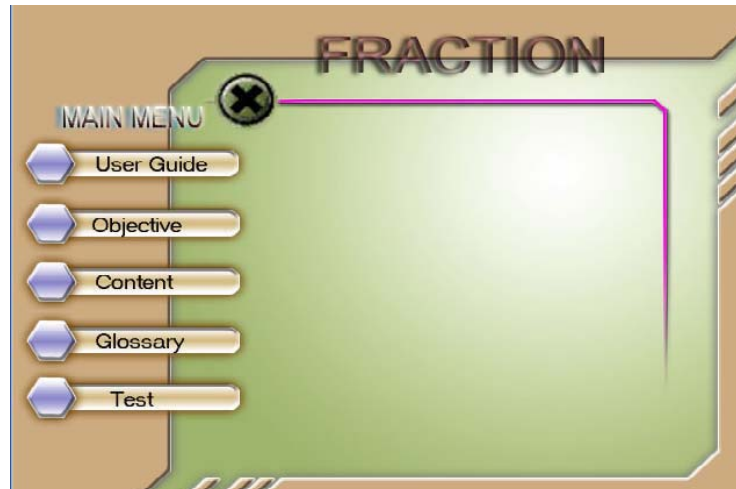 FRACTION
MAIN MENU
User Guide
Objective
Content
Glossary
Test